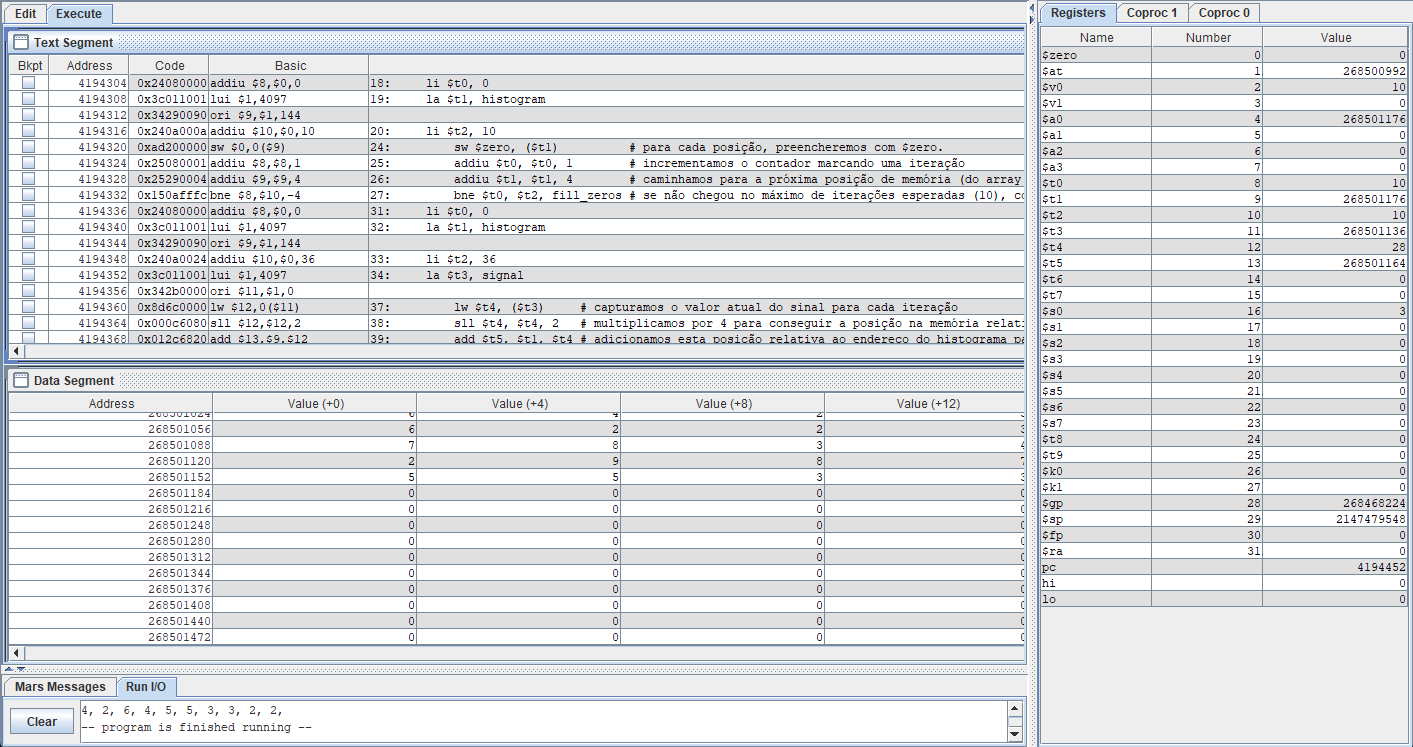 Edit Execute
Text Segment
Bkpt Address Code Basic
4194304 0x24080000 addiu $8,$0,0 18: li $t0, 0
4194308 0x3c011001 lui $1,4097 19: la $t1, histogram
4194312 0x34290090 ori $9,$1,144
4194316 0x240a000a addiu $10,$0,10 20: li $t2, 10
4194320 0xad200000 sw $0,0($9) 24: sw $zero, ($t1) # para cada posição, preencheremos com $zero.
4194324 0x25080001 addiu $8,$8,1 25: addiu $t0, $t0, 1 # incrementamos o contador marcando uma iteração
4194328 0x25290004 addiu $9,$9,4 26: addiu $t1, $t1, 4 # caminhamos para a próxima posição de memória (do array
4194332 0x150afffc bne $8,$10,-4 27: bne $t0, $t2, fill_zeros # se não chegou no máximo de iterações esperadas (10), co
4194336 0x24080000 addiu $8,$0,0 31: li $t0, 0
4194340 0x3c011001 lui $1,4097 32: la $t1, histogram
4194344 0x34290090 ori $9,$1,144
4194348 0x240a0024 addiu $10,$0,36 33: li $t2, 36
4194352 0x3c011001 lui $1,4097 34: la $t3, signal
4194356 0x342b0000 ori $11,$1,0
4194360 0x8d6c0000 lw $12,0($11) 37: lw $t4, ($t3) # capturamos o valor atual do sinal para cada iteração
4194364 0x000c6080 sll $12,$12,2 38: sll $t4, $t4, 2 # multiplicamos por 4 para conseguir a posição na memória relati
4194368 0x012c6820 add $13,$9,$12 39: add $t5, $t1, $t4 # adicionamos esta posição relativa ao endereço do histograma pa
Data Segment
Address Value (+0) Value (+4) Value (+8) Value (+12)
268501024 6 4 2
268501056 6 2 2 3
268501088 7 8 3 4
268501120 2 9 8 7
268501152 5 5 3 3
268501184 0 0 0 0
268501216 0 0 0 0
268501248 0 0 0 0
268501280 0 0 0 0
268501312 0 0 0 0
268501344 0 0 0 0
268501376 0 0 0 0
268501408 0 0 0 0
268501440 0 0 0 0
268501472 0 0 0 0
Mars Messages Run I/O
Clear
4, 2, 6, 4, 5, 5, 3, 3, 2, 2,
-- program is finished running --
Registers Coproc 1 Coproc 0
Name Number Value
$zero 0 0
$at 1 268500992
$v0 2 10
$v1 3 0
$a0 4 268501176
$a1 5 0
$a2 6 0
$a3 7 0
$t0 8 10
$t1 9 268501176
$t2 10 10
$t3 11 268501136
$t4 12 28
$t5 13 268501164
$t6 14 0
$t7 15 0
$s0 16 3
$s1 17 0
$s2 18 0
$s3 19 0
$s4 20 0
$s5 21 0
$s6 22 0
$s7 23 0
$t8 24 0
$t9 25 0
$k0 26 0
$k1 27 0
$gp 28 268468224
$sp 29 2147479548
$fp 30 0
$ra 31 0
pc 4194452
hi 0
lo 0